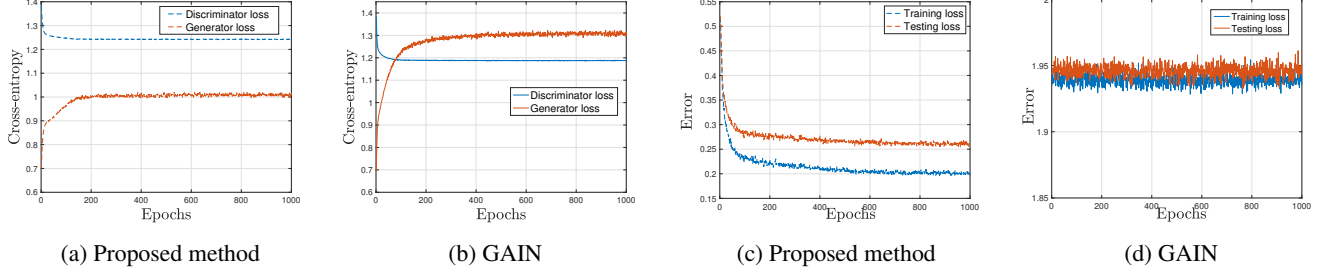 1.4
1.3
1.2
1.1
1
0.9
0.8
0.7
0.6
Cross-entropy
Discriminator loss
Generator loss
0 200 400 600 800 1000
Epochs
(a) Proposed method
1.4
1.3
1.2
1.1
1
0.9
0.8
0.7
0.6
Cross-entropy
Discriminator loss
Generator loss
0 200 400 600 800 1000
Epochs
(b) GAIN
0.55
0.5
0.45
0.4
0.35
0.3
0.25
0.2
0.15
Error
Training loss
Testing loss
0 200 400 600 800 1000
Epochs
(c) Proposed method
2
1.95
1.9
1.85
Error
Training loss
Testing loss
0 200 400 600 800 1000
Epochs
(d) GAIN